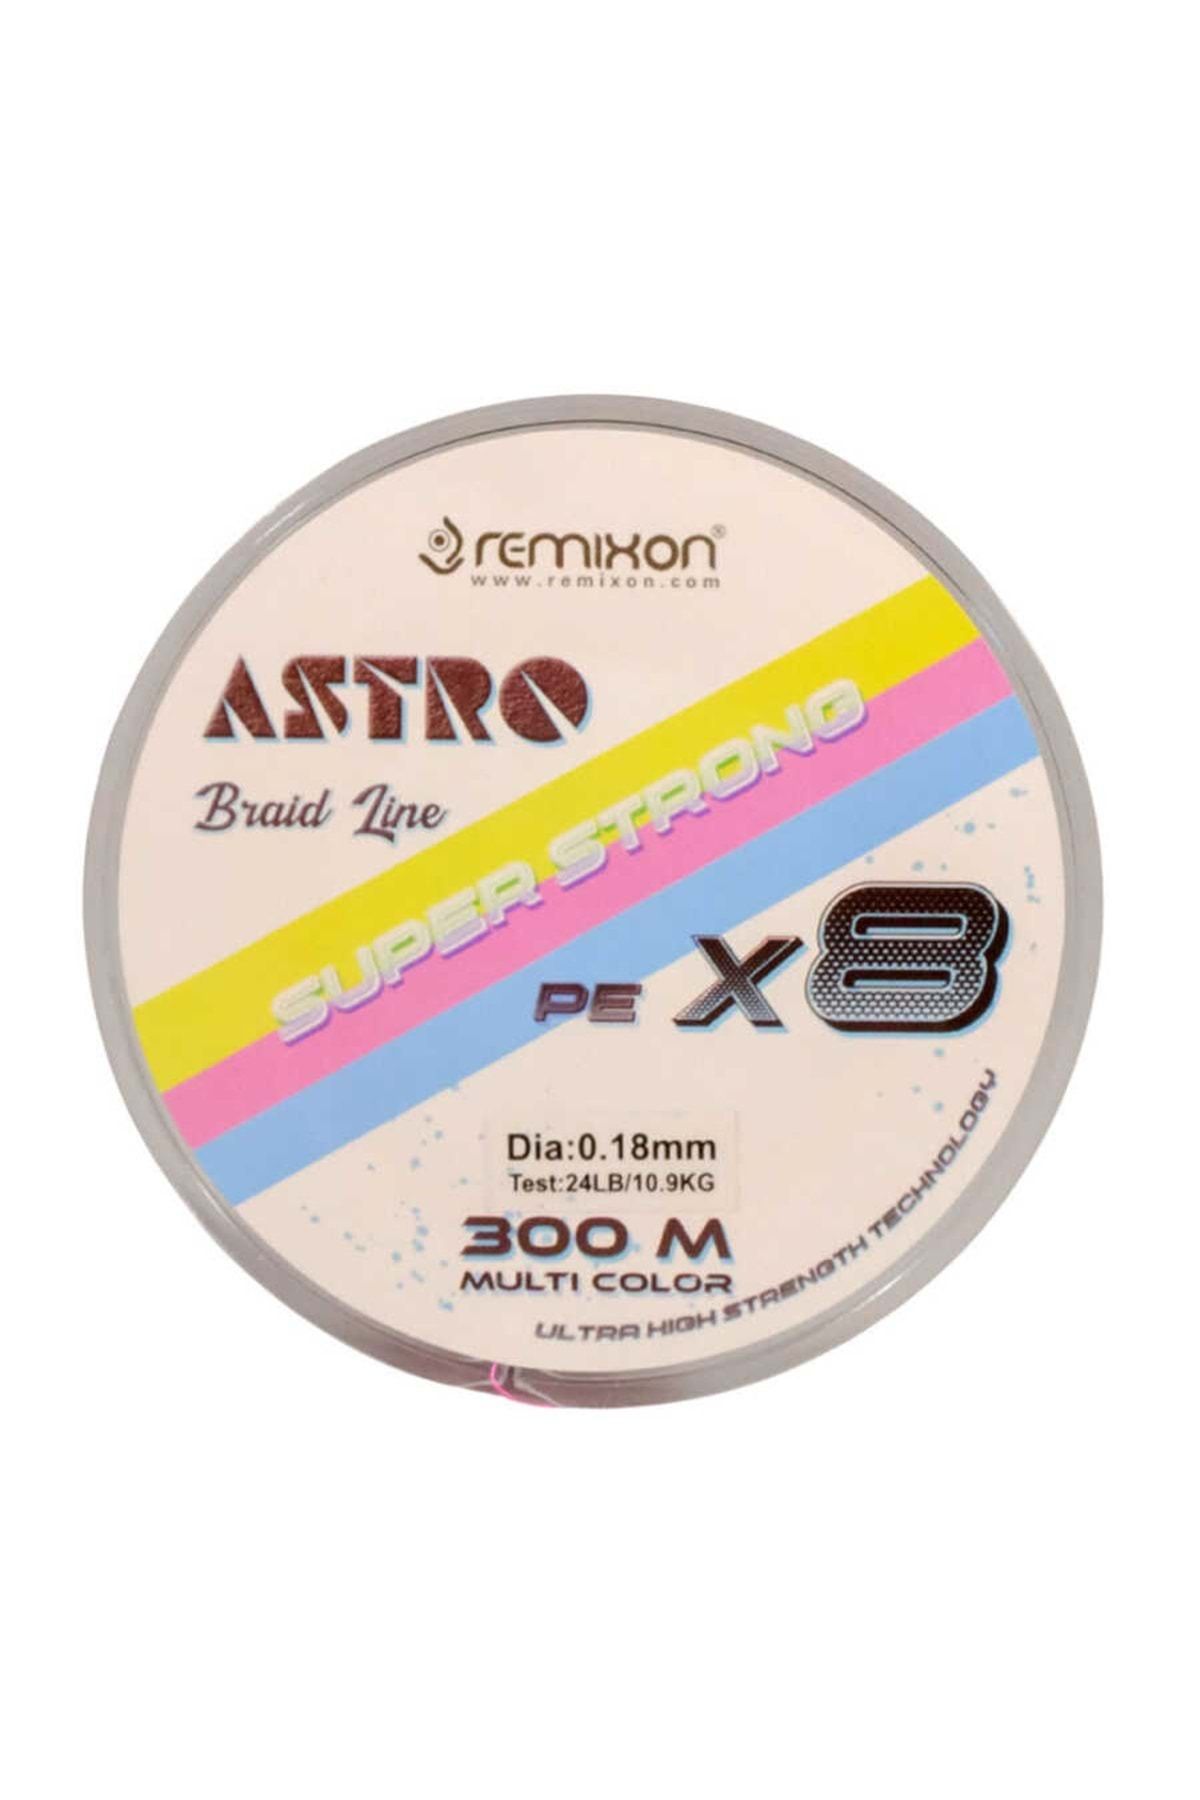 remixon®
www.remixon.com
ASTRO
Braid Line
SUPER STRONG
PE X8
Dia:0.18mm
Test:24LB/10.9KG
300 M
MULTI COLOR
ULTRA HIGH STRENGTH TECHNOLOGY